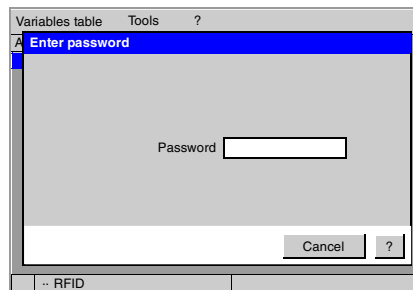 Variables table Tools ?
A
Enter password
Password
Cancel ?
·· RFID